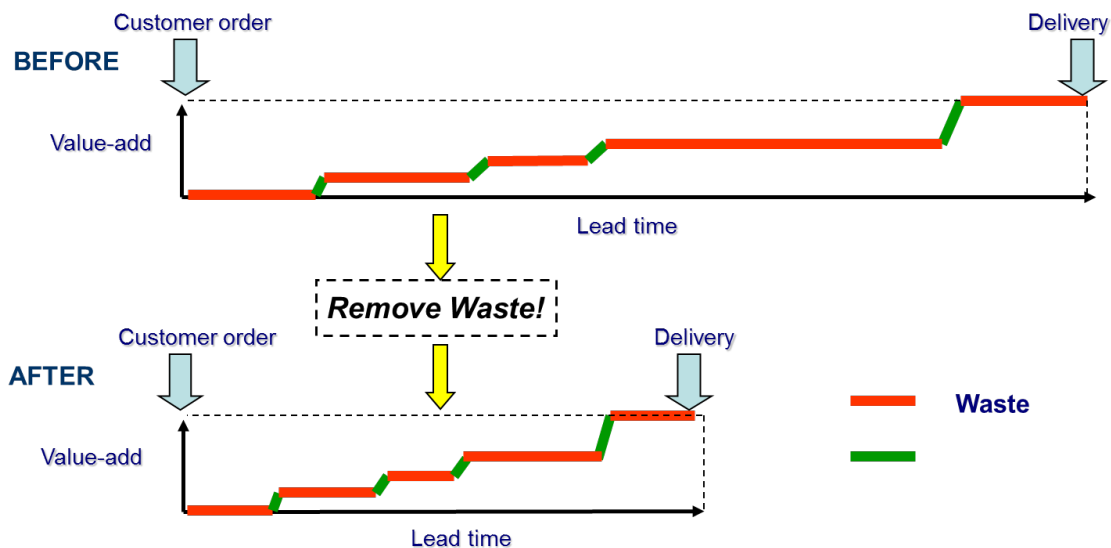 Customer order
Delivery
BEFORE
Value-add
Lead time
Remove Waste!
Customer order
Delivery
AFTER
Waste
Value-add
Lead time